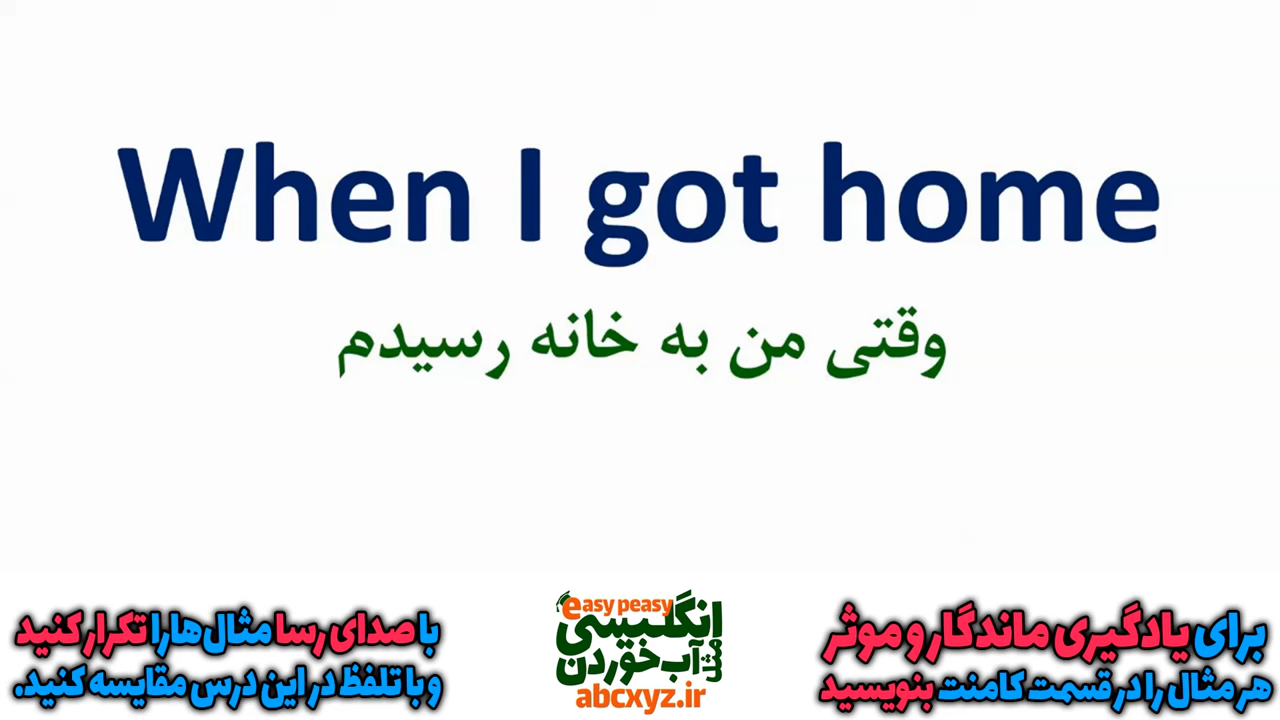 When I got home
وقتی من به خانه رسیدم
برای یادگیری ماندگار و موثر
هر مثال را در قسمت کامنت بنویسید
easy peasy
انگلیسی
مثل
آب خوردن
abcxyz.ir
با صدای رسا مثال‌ها را تکرار کنید
و با تلفظ در این درس مقایسه کنید.